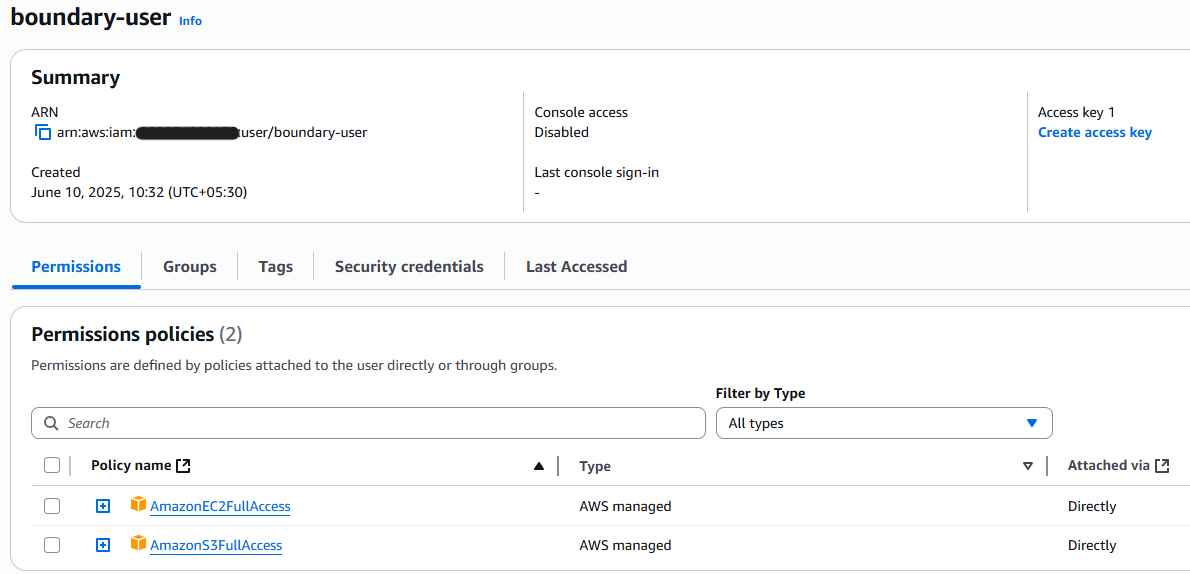 boundary-user Info
Summary
ARN
arn:aws:iam: :user/boundary-user
Created
June 10, 2025, 10:32 (UTC+05:30)
Console access
Disabled
Last console sign-in
-
Access key 1
Create access key
Permissions Groups Tags Security credentials Last Accessed
Permissions policies (2)
Permissions are defined by policies attached to the user directly or through groups.
Filter by Type
Search All types
Policy name Type Attached via
AmazonEC2FullAccess AWS managed Directly
AmazonS3FullAccess AWS managed Directly